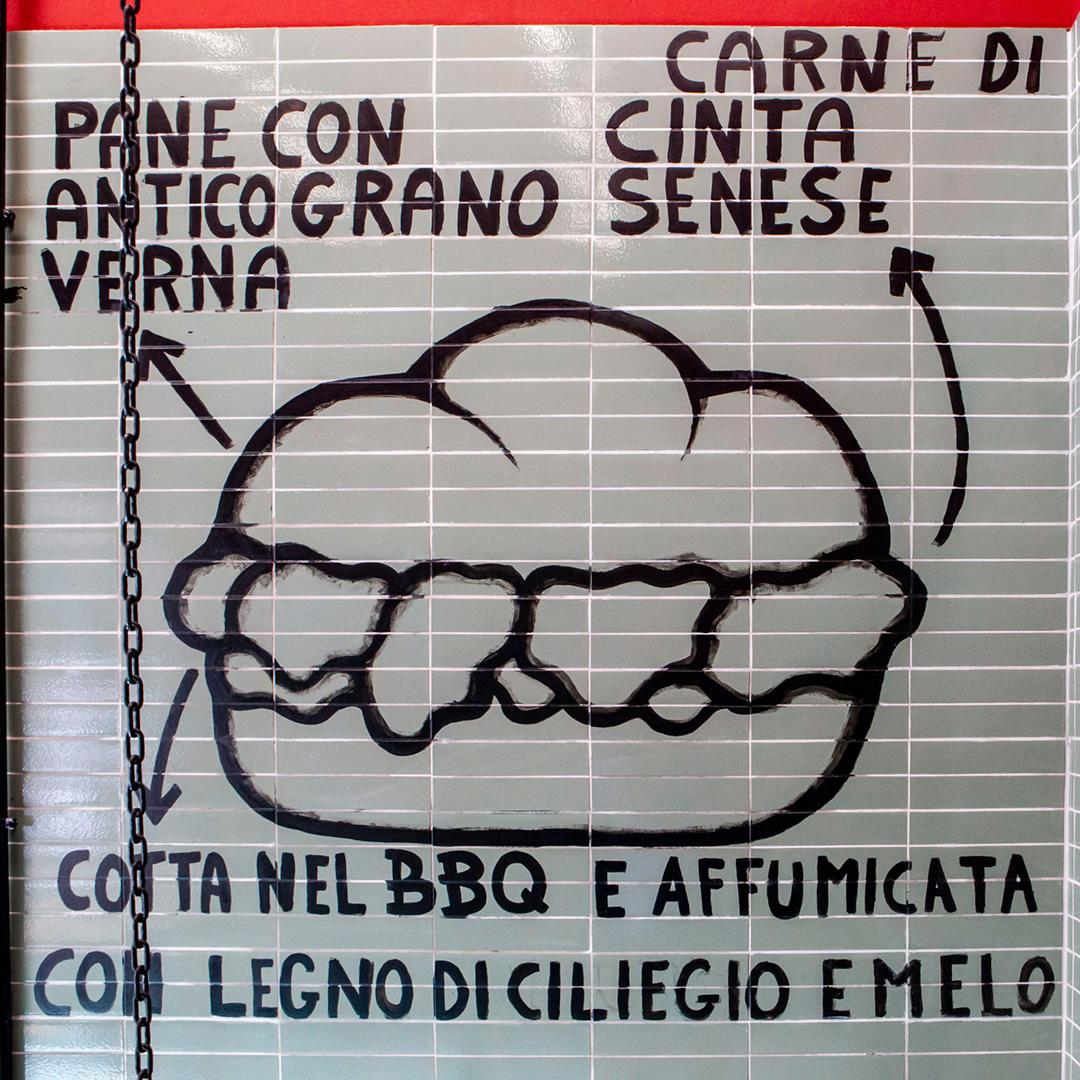 PANE CON
ANTICO GRANO
VERNA
CARNE DI
CINTA
SENESE
COTTA NEL BBQ E AFFUMICATA
CON LEGNO DI CILIEGIO E MELO